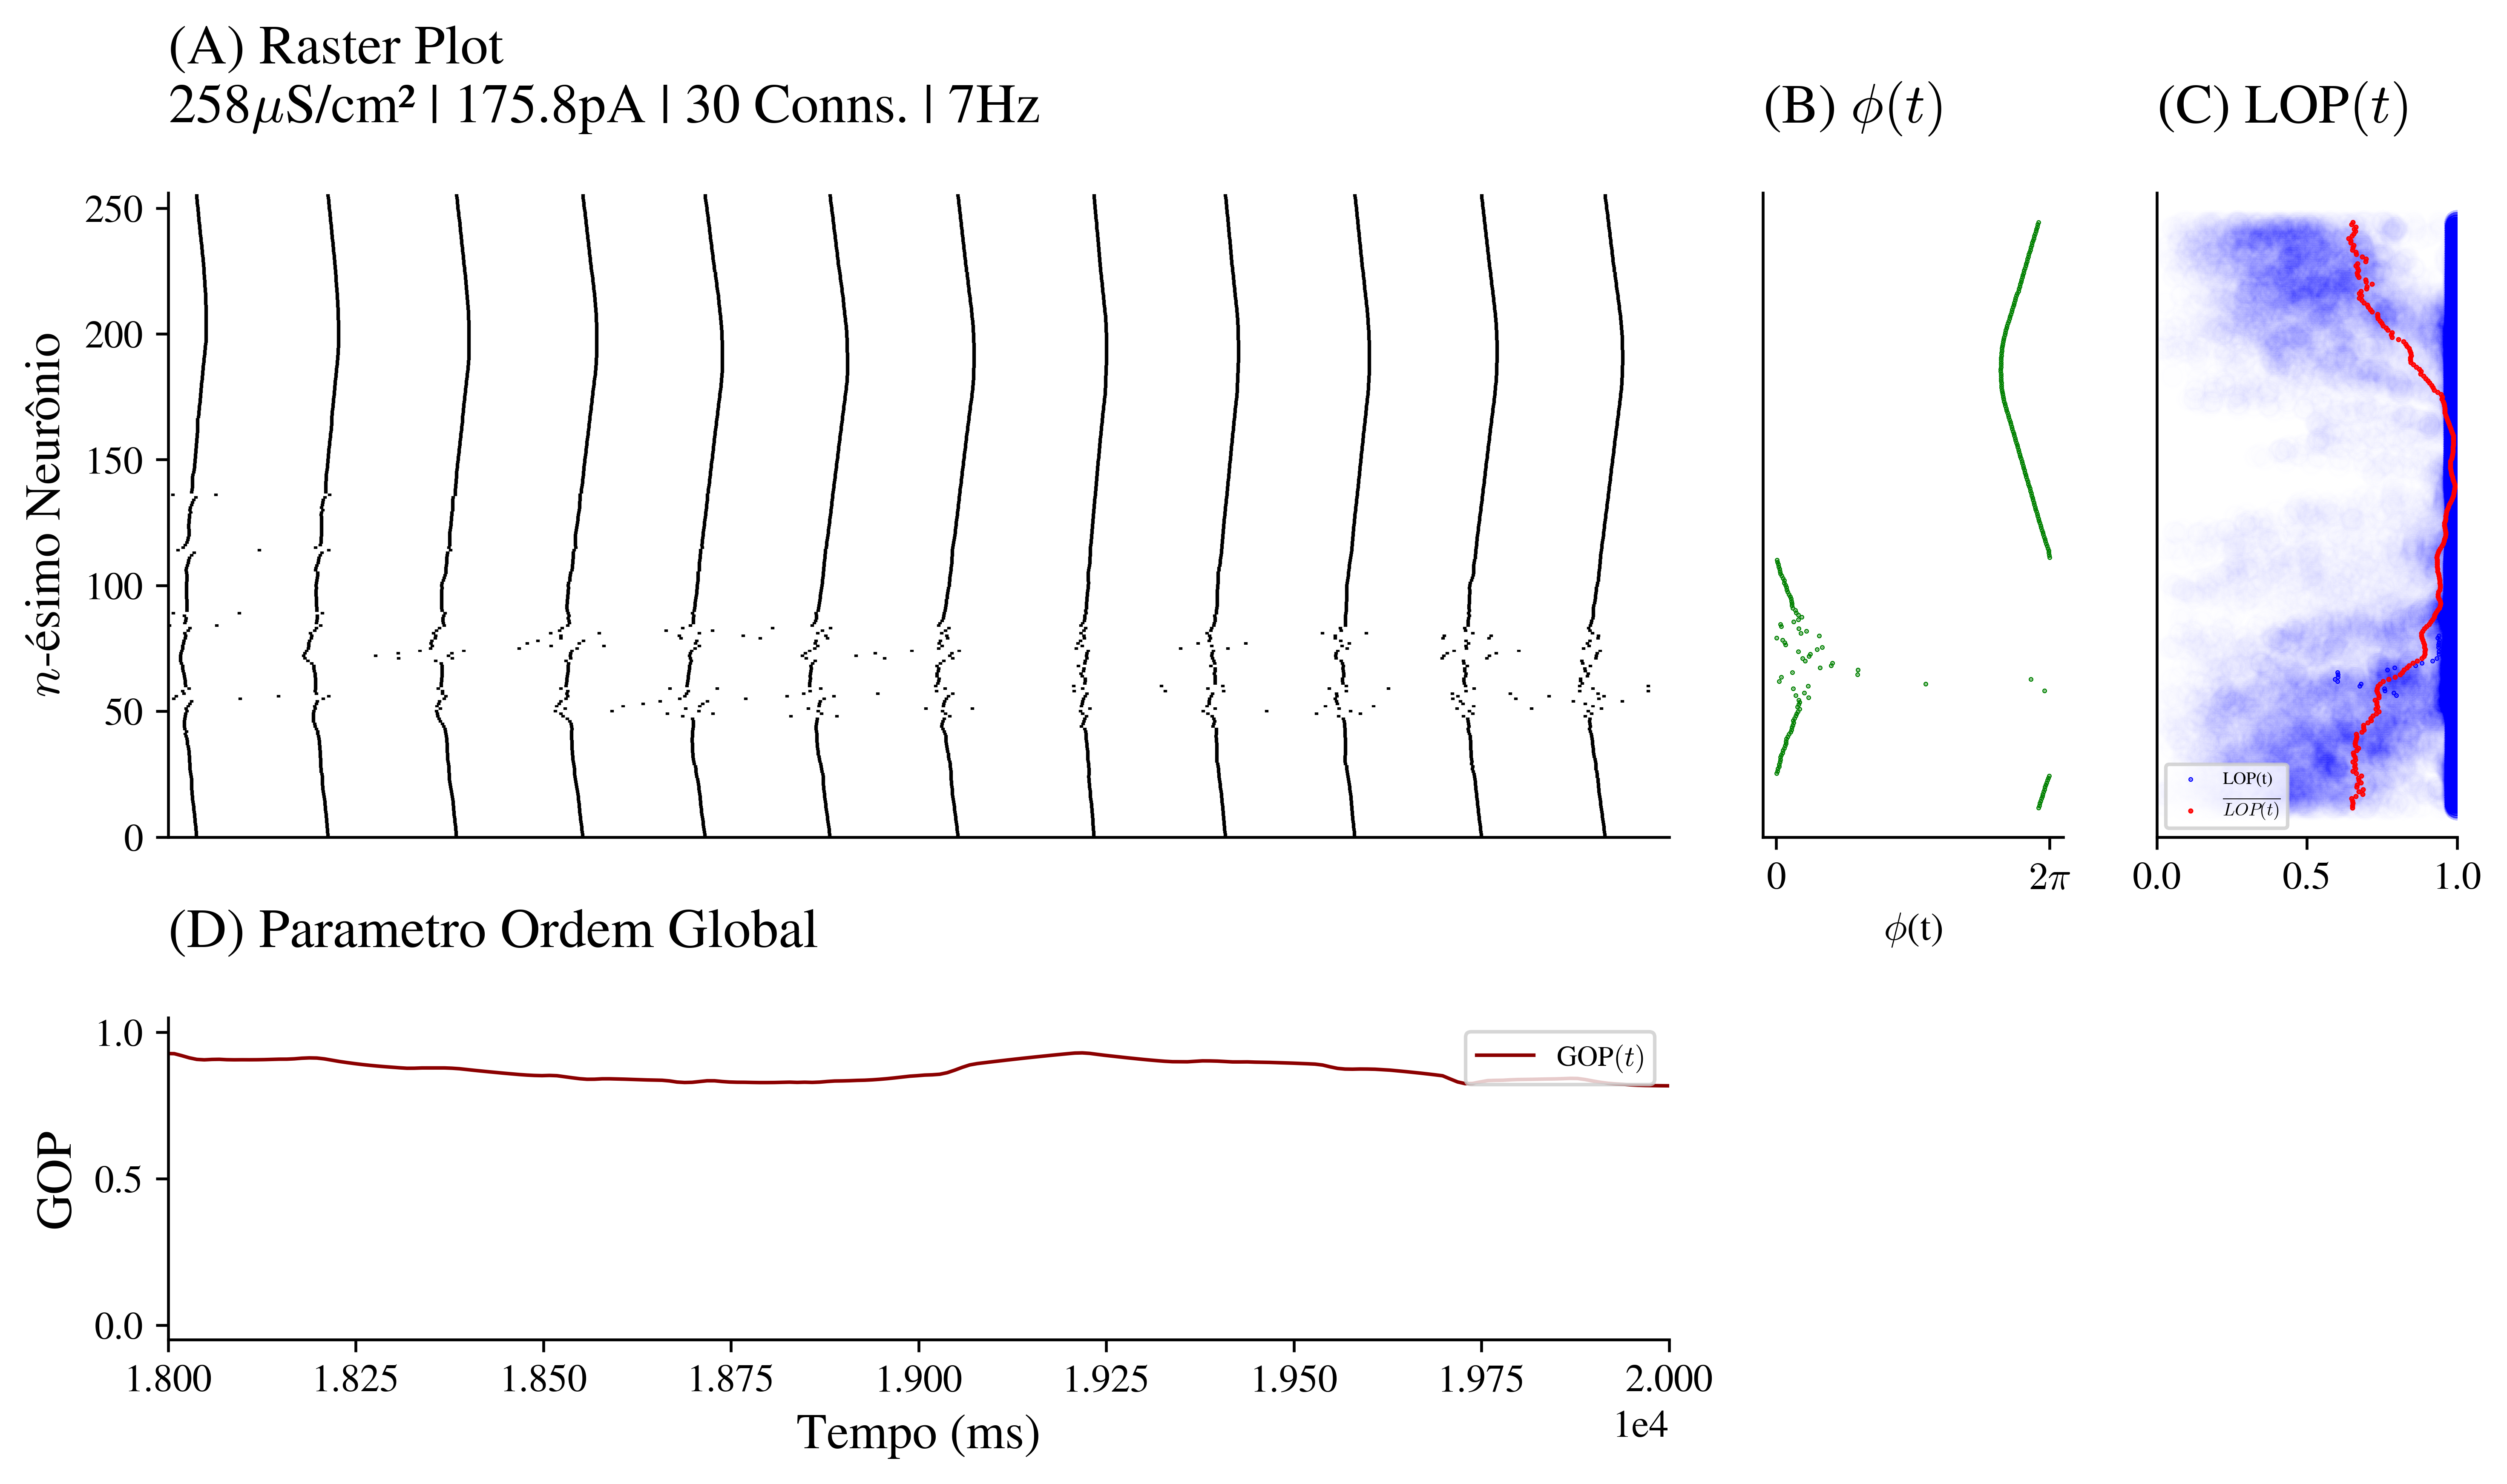 (A) Raster Plot
258μS/cm² | 175.8pA | 30 Conns. | 7Hz
(B) ϕ(t)
(C) LOP(t)
n-ésimo Neurônio
250
200
150
100
50
0
0
2π
ϕ(t)
LOP(t)
LOP(t)
0.0
0.5
1.0
(D) Parametro Ordem Global
GOP
1.0
0.5
0.0
GOP(t)
1.800
1.825
1.850
1.875
1.900
1.925
1.950
1.975
2.000
Tempo (ms)
1e4